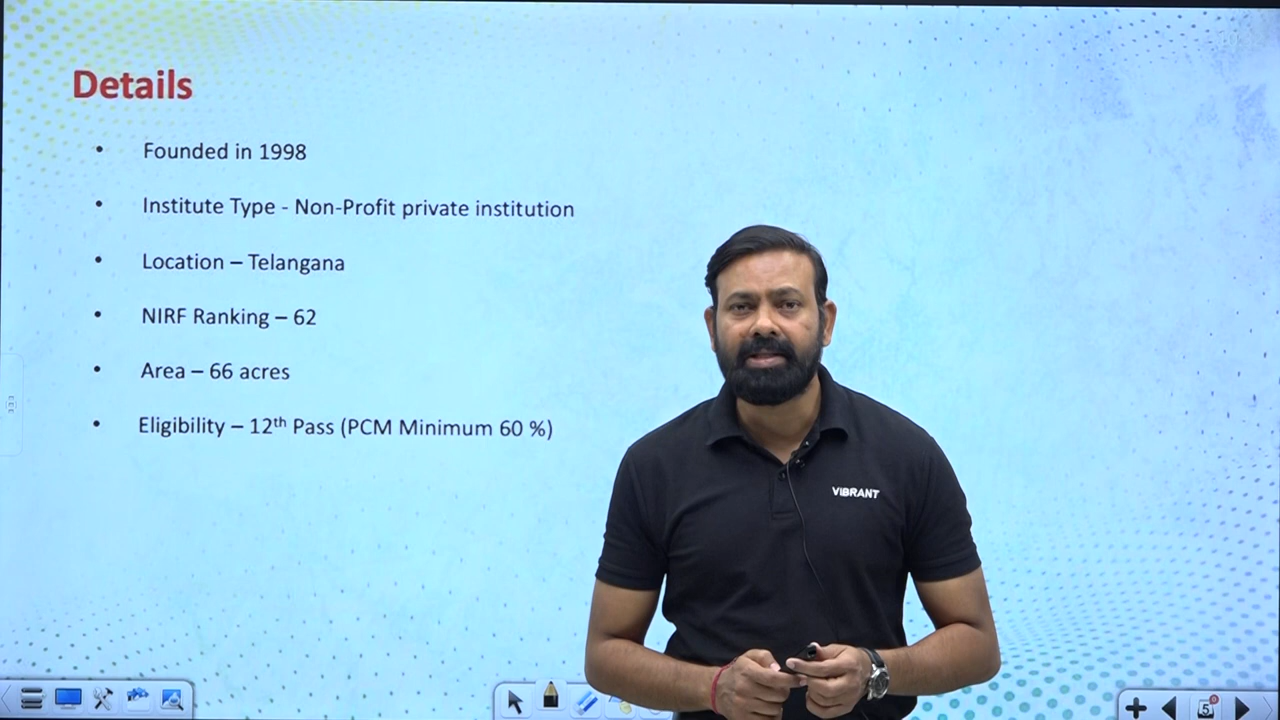 Details
• Founded in 1998
• Institute Type - Non-Profit private institution
• Location – Telangana
• NIRF Ranking – 62
• Area – 66 acres
• Eligibility – 12th Pass (PCM Minimum 60 %)
ViBRANT
5